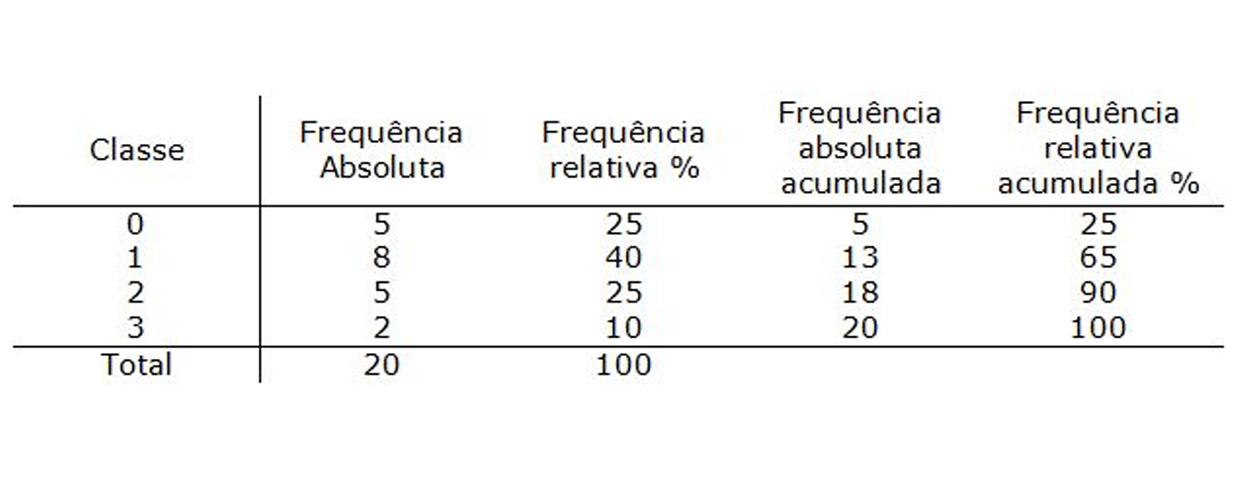 Classe Frequência Absoluta Frequência relativa % Frequência absoluta acumulada Frequência relativa acumulada %
0 5 25 5 25
1 8 40 13 65
2 5 25 18 90
3 2 10 20 100
Total 20 100